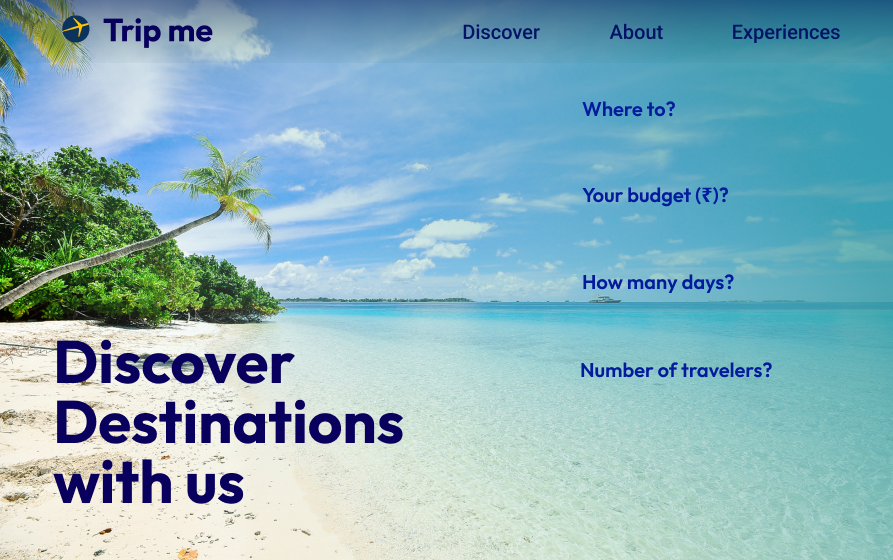 Trip me
Discover
About
Experiences
Where to?
Your budget (₹)?
How many days?
Number of travelers?
Discover
Destinations
with us